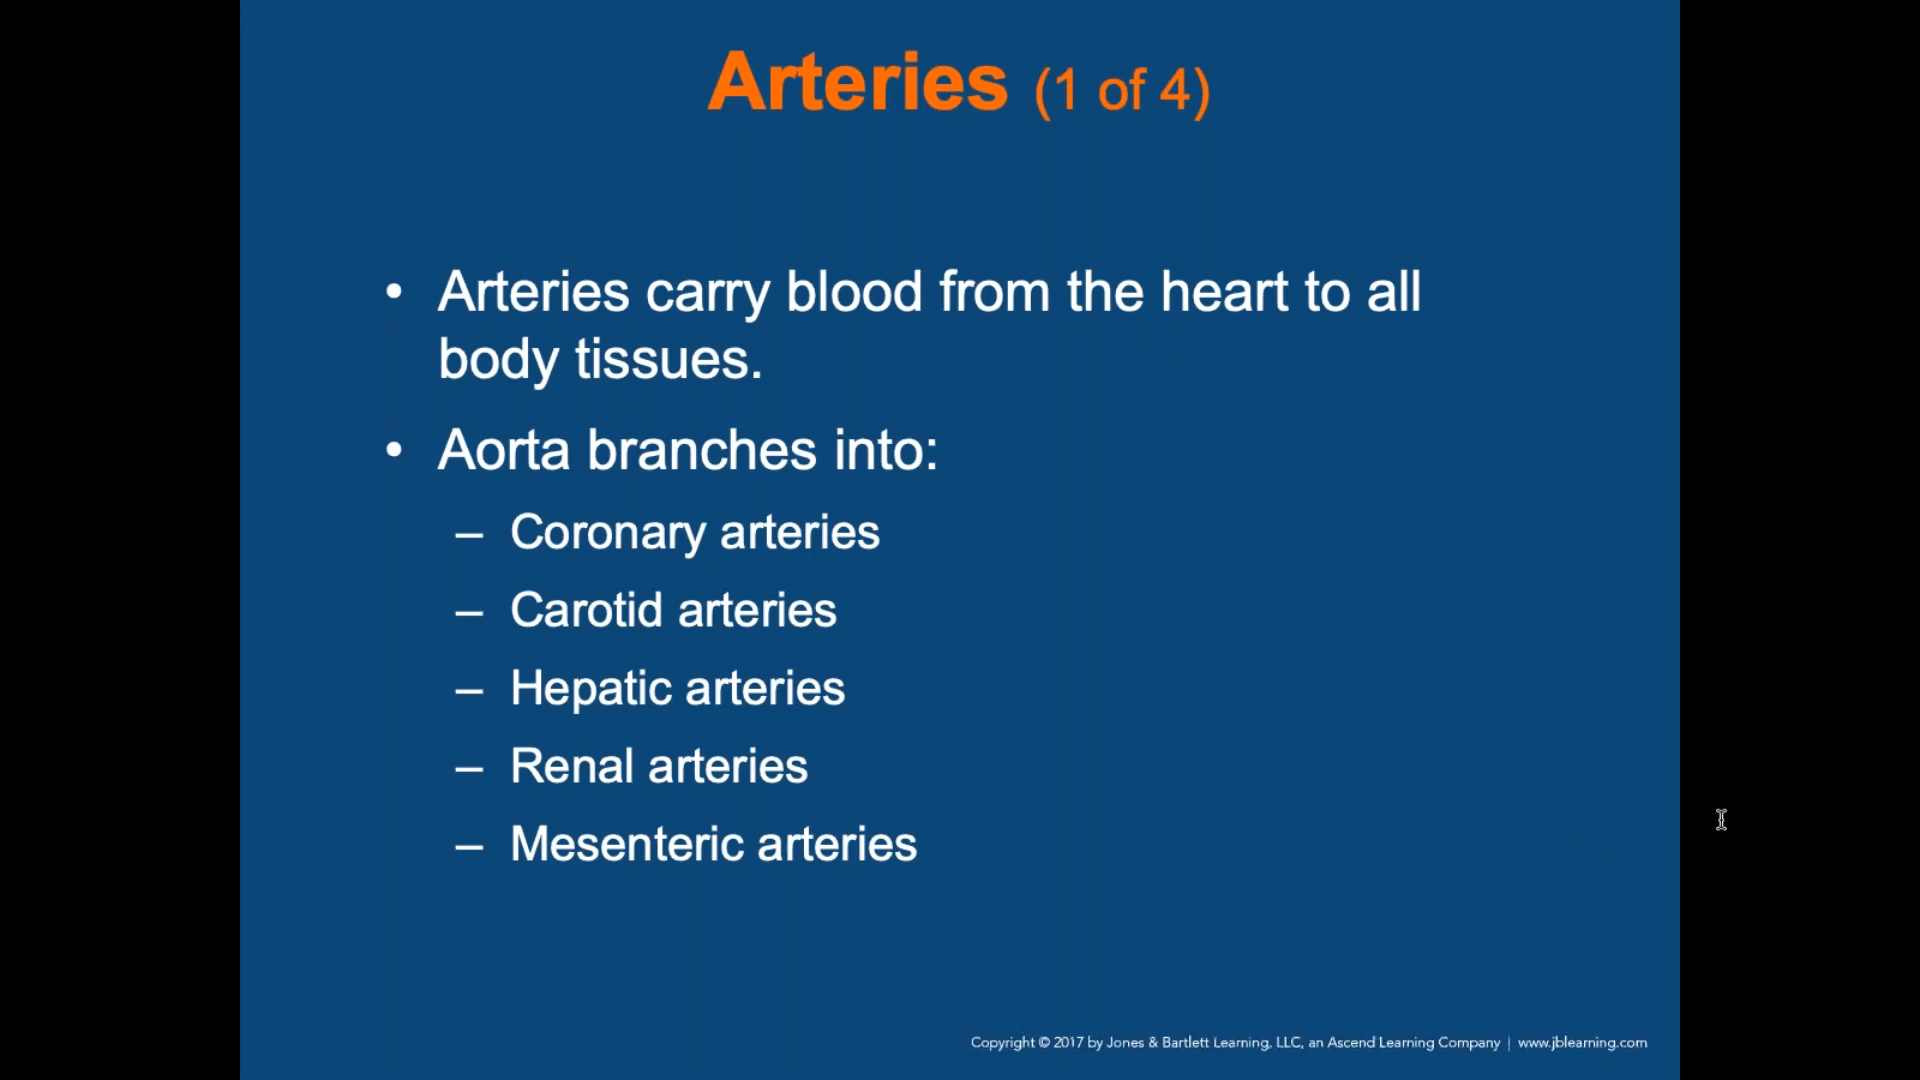 Arteries (1 of 4)
• Arteries carry blood from the heart to all
body tissues.
• Aorta branches into:
– Coronary arteries
– Carotid arteries
– Hepatic arteries
– Renal arteries
– Mesenteric arteries
Copyright © 2017 by Jones & Bartlett Learning, LLC, an Ascend Learning Company | www.jblearning.com